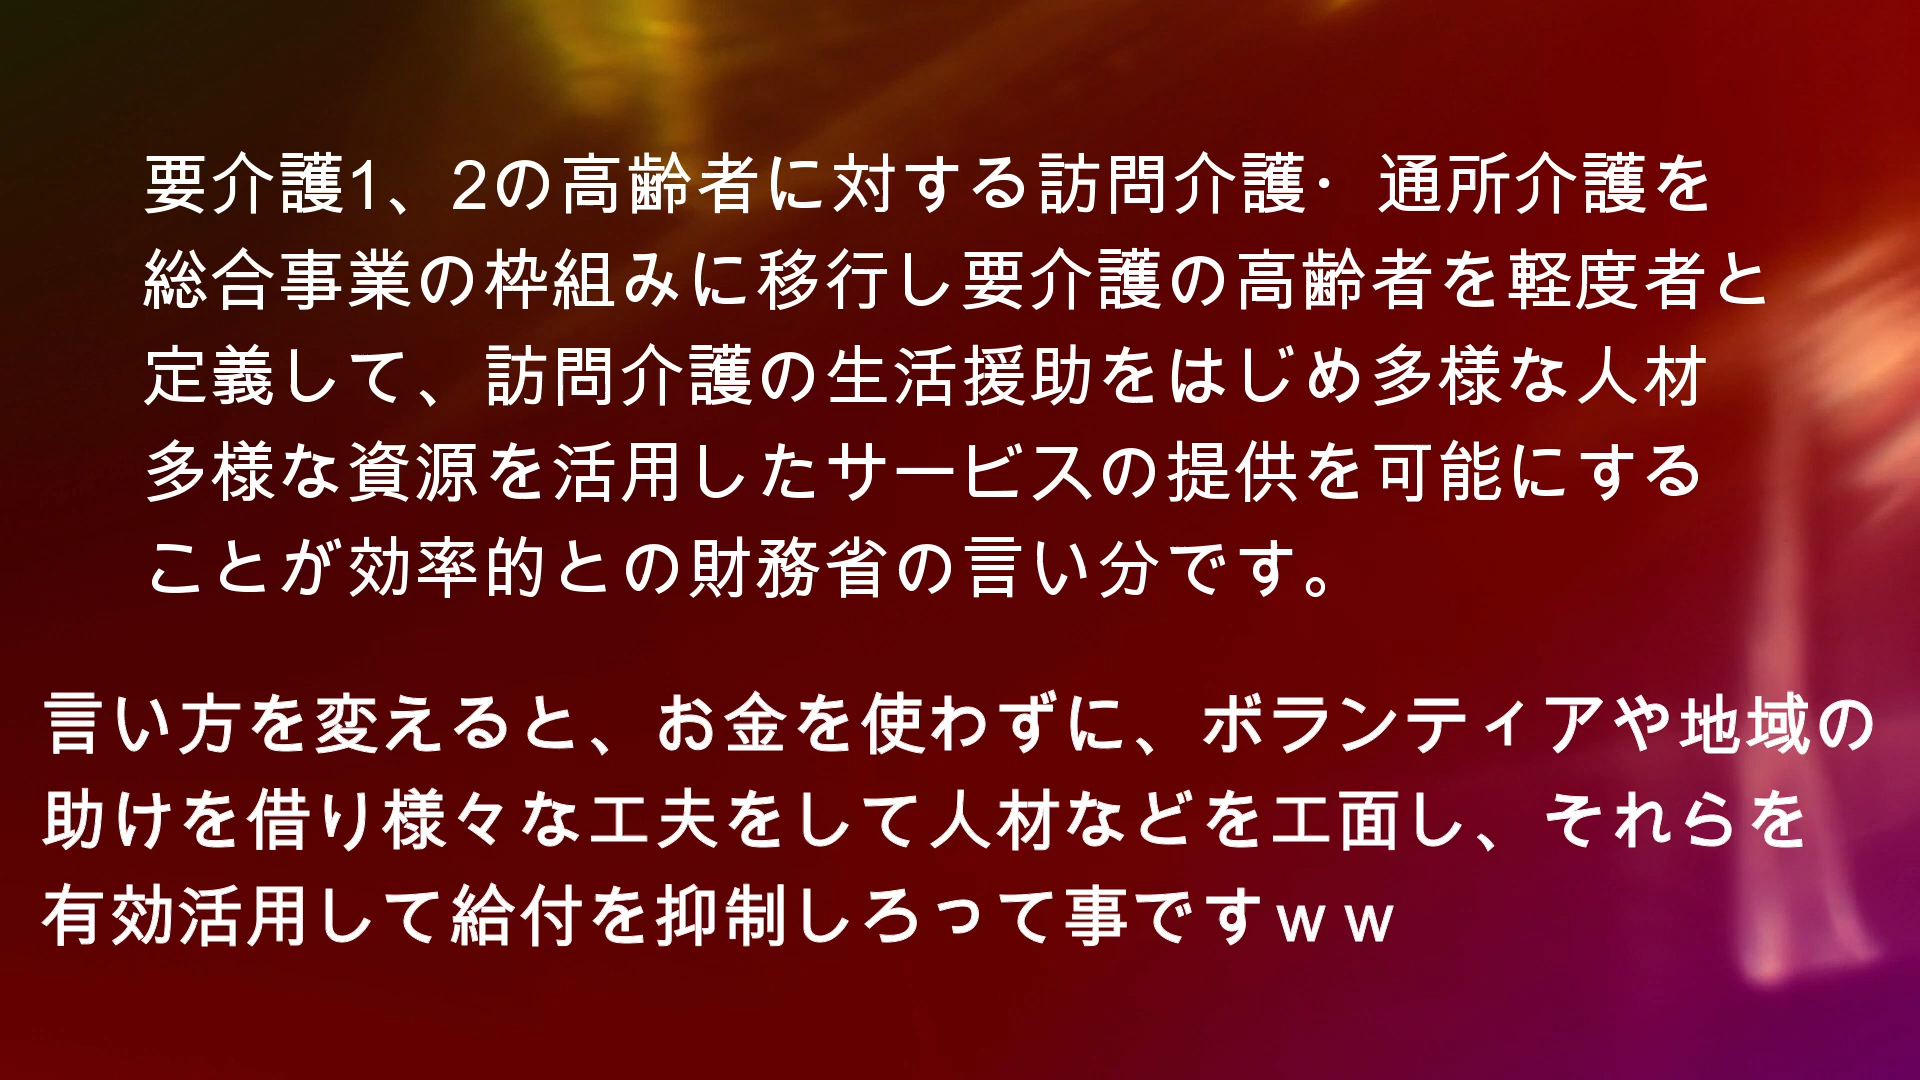 要介護1、2の高齢者に対する訪問介護・通所介護を
総合事業の枠組みに移行し要介護の高齢者を軽度者と
定義して、訪問介護の生活援助をはじめ多様な人材
多様な資源を活用したサービスの提供を可能にする
ことが効率的との財務省の言い分です。
言い方を変えると、お金を使わずに、ボランティアや地域の
助けを借り様々な工夫をして人材などを工面し、それらを
有効活用して給付を抑制しろって事ですｗｗ